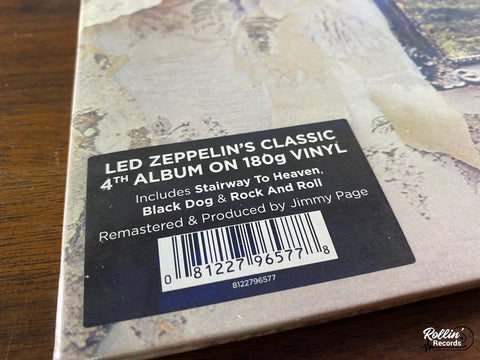 LED ZEPPELIN'S CLASSIC
4TH ALBUM ON 180g VINYL
Includes Stairway To Heaven,
Black Dog & Rock And Roll
Remastered & Produced by Jimmy Page
0 81227 96577 8
8122796577
Rollin'
Records